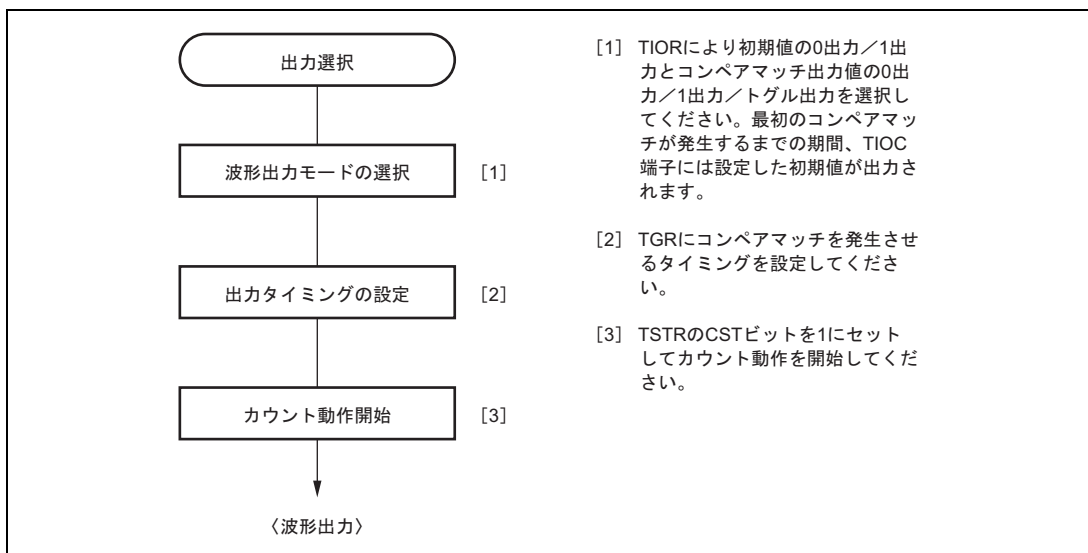 出力選択
波形出力モードの選択 [1]
出力タイミングの設定 [2]
カウント動作開始 [3]
〈波形出力〉
[1] TIORにより初期値の0出力／1出
力とコンペアマッチ出力値の0出
力／1出力／トグル出力を選択し
てください。最初のコンペアマッ
チが発生するまでの期間、TIOC
端子には設定した初期値が出力さ
れます。
[2] TGRにコンペアマッチを発生させ
るタイミングを設定してくださ
い。
[3] TSTRのCSTビットを1にセット
してカウント動作を開始してくだ
さい。